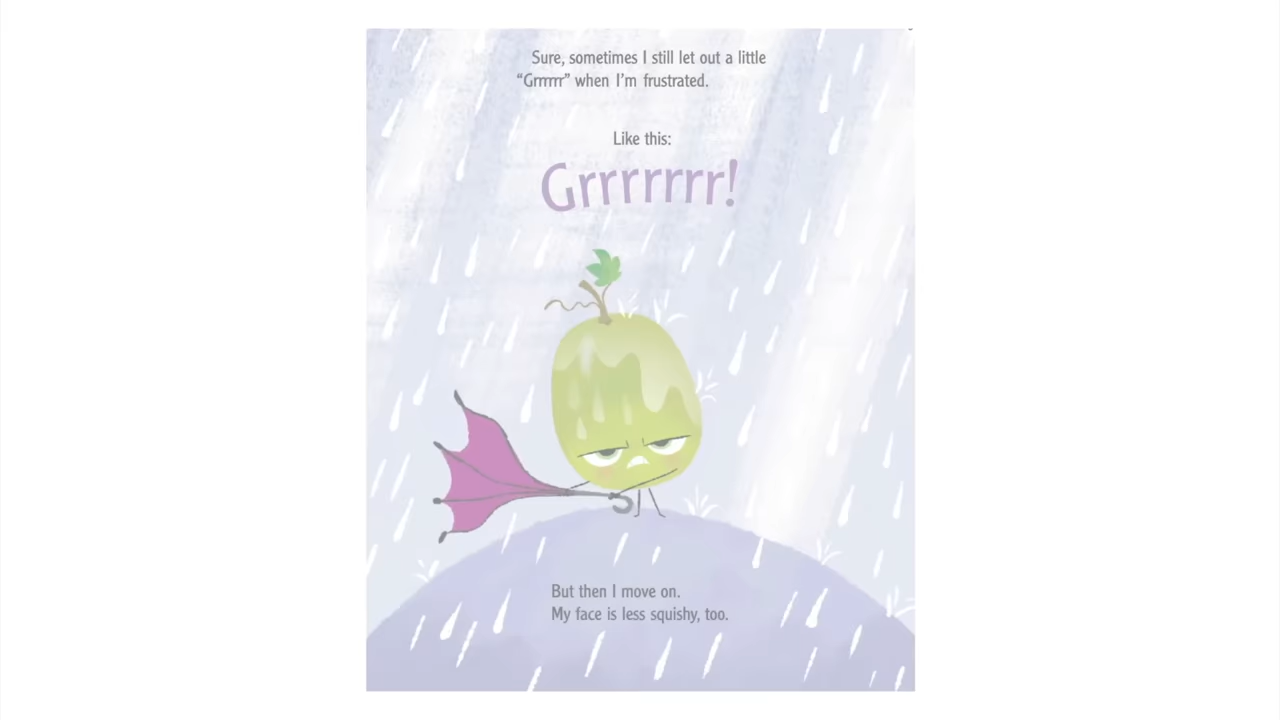 Sure, sometimes I still let out a little
“Grrrrrr” when I’m frustrated.
Like this:
Grrrrrrr!
But then I move on.
My face is less squishy, too.